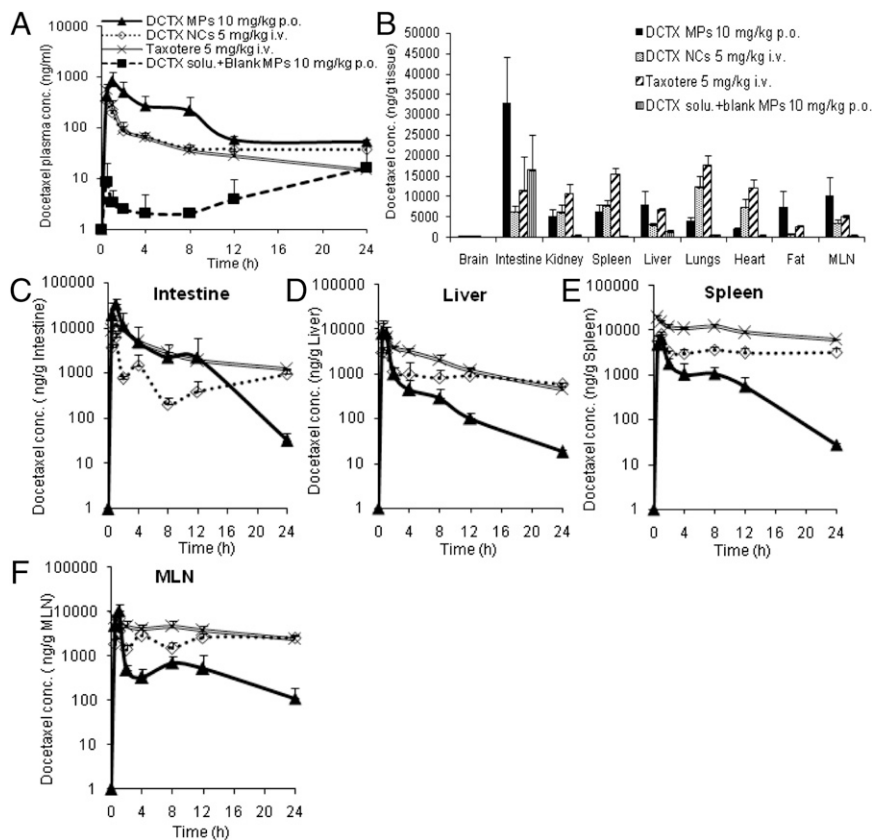 A
DCTX MPs 10 mg/kg p.o.
DCTX NCs 5 mg/kg i.v.
Taxotere 5 mg/kg i.v.
DCTX solu.+Blank MPs 10 mg/kg p.o.
Docetaxel plasma conc. (ng/ml)
10000
1000
100
10
1
0 4 8 12 16 20 24
Time (h)
B
DCTX MPs 10 mg/kg p.o.
DCTX NCs 5 mg/kg i.v.
Taxotere 5 mg/kg i.v.
DCTX solu.+blank MPs 10 mg/kg p.o.
Docetaxel conc. (ng/g tissue)
50000
45000
40000
35000
30000
25000
20000
15000
10000
5000
0
Brain Intestine Kidney Spleen Liver Lungs Heart Fat MLN
C
Intestine
Docetaxel conc. ( ng/g Intestine)
100000
10000
1000
100
10
1
0 4 8 12 16 20 24
Time (h)
D
Liver
Docetaxel conc. (ng/g Liver)
100000
10000
1000
100
10
1
0 4 8 12 16 20 24
Time (h)
E
Spleen
Docetaxel conc. (ng/g Spleen)
100000
10000
1000
100
10
1
0 4 8 12 16 20 24
Time (h)
F
MLN
Docetaxel conc. ( ng/g MLN)
100000
10000
1000
100
10
1
0 4 8 12 16 20 24
Time (h)